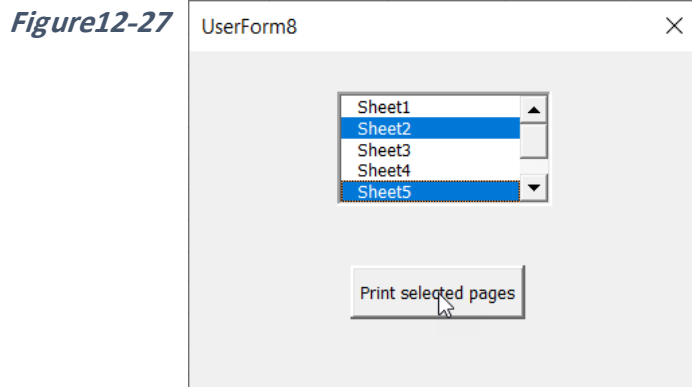 Figure12-27
UserForm8
Sheet1
Sheet2
Sheet3
Sheet4
Sheet5
Print selected pages